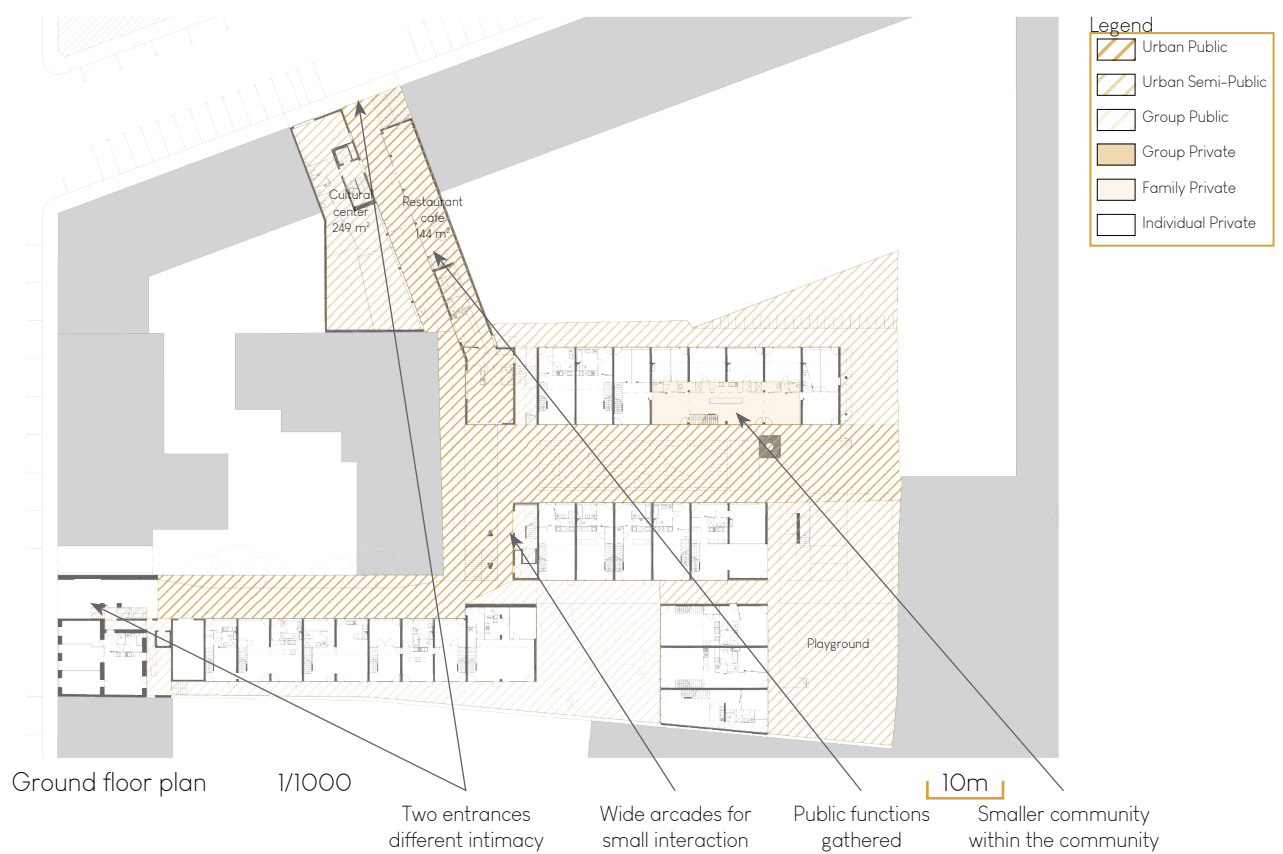 Legend
Urban Public
Urban Semi-Public
Group Public
Group Private
Family Private
Individual Private
Cultural
center
249 m²
Restaurant
café
144 m²
Playground
Ground floor plan 1/1000
10m
Two entrances
different intimacy
Wide arcades for
small interaction
Public functions
gathered
Smaller community
within the community